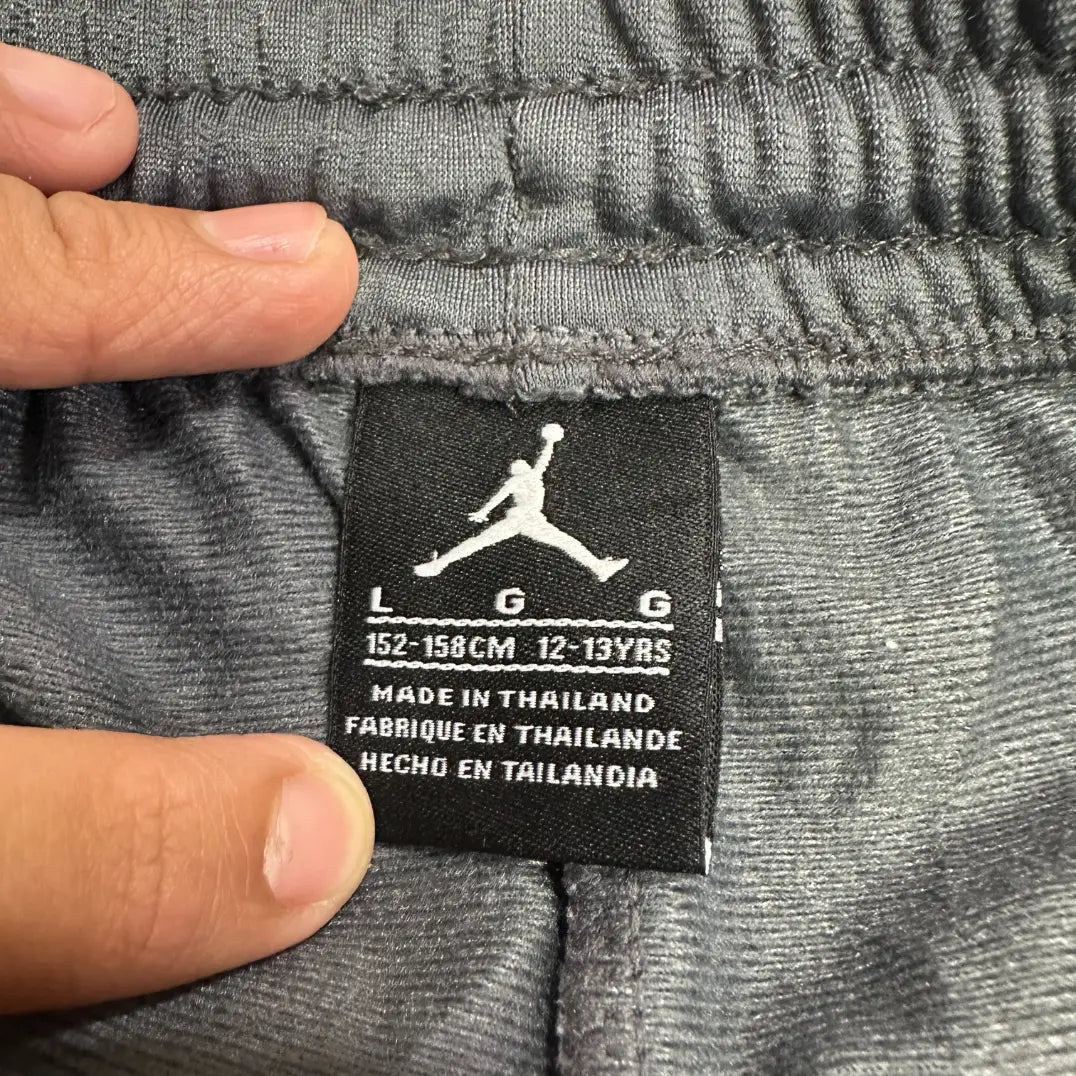 L G G
152-158CM 12-13YRS
MADE IN THAILAND
FABRIQUE EN THAILANDE
HECHO EN TAILANDIA